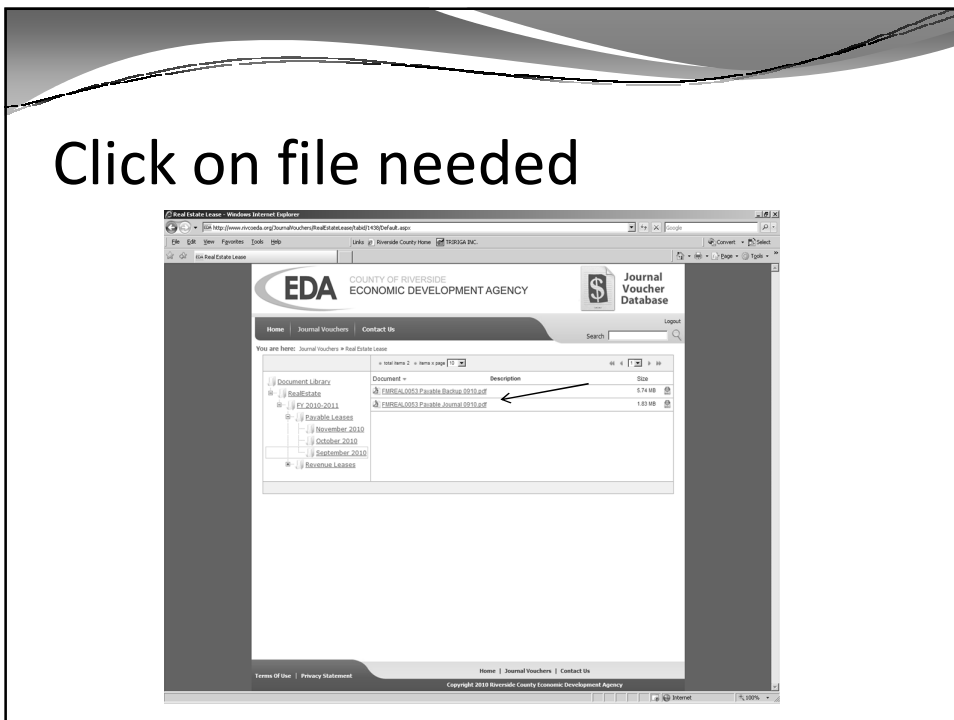 Click on file needed
Real Estate Lease - Windows Internet Explorer
http://www.rivcoeda.org/JournalVouchers/RealEstateLease/tabid/1438/Default.aspx
Google
File Edit View Favorites Tools Help
Links Riverside County Home TRIRIGA INC.
Convert Select
Real Estate Lease
Page Tools
EDA
COUNTY OF RIVERSIDE
ECONOMIC DEVELOPMENT AGENCY
Journal
Voucher
Database
Logout
Home | Journal Vouchers | Contact Us
Search
You are here: Journal Vouchers » Real Estate Lease
total items 2 items x page 10
1
Document Library
RealEstate
FY 2010-2011
Payable Leases
November 2010
October 2010
September 2010
Revenue Leases
Document Description Size
FMREAL0053 Payable Backup 0910.pdf 5.74 MB
FMREAL0053 Payable Journal 0910.pdf 1.83 MB
Terms Of Use | Privacy Statement
Home | Journal Vouchers | Contact Us
Copyright 2010 Riverside County Economic Development Agency
Internet 100%